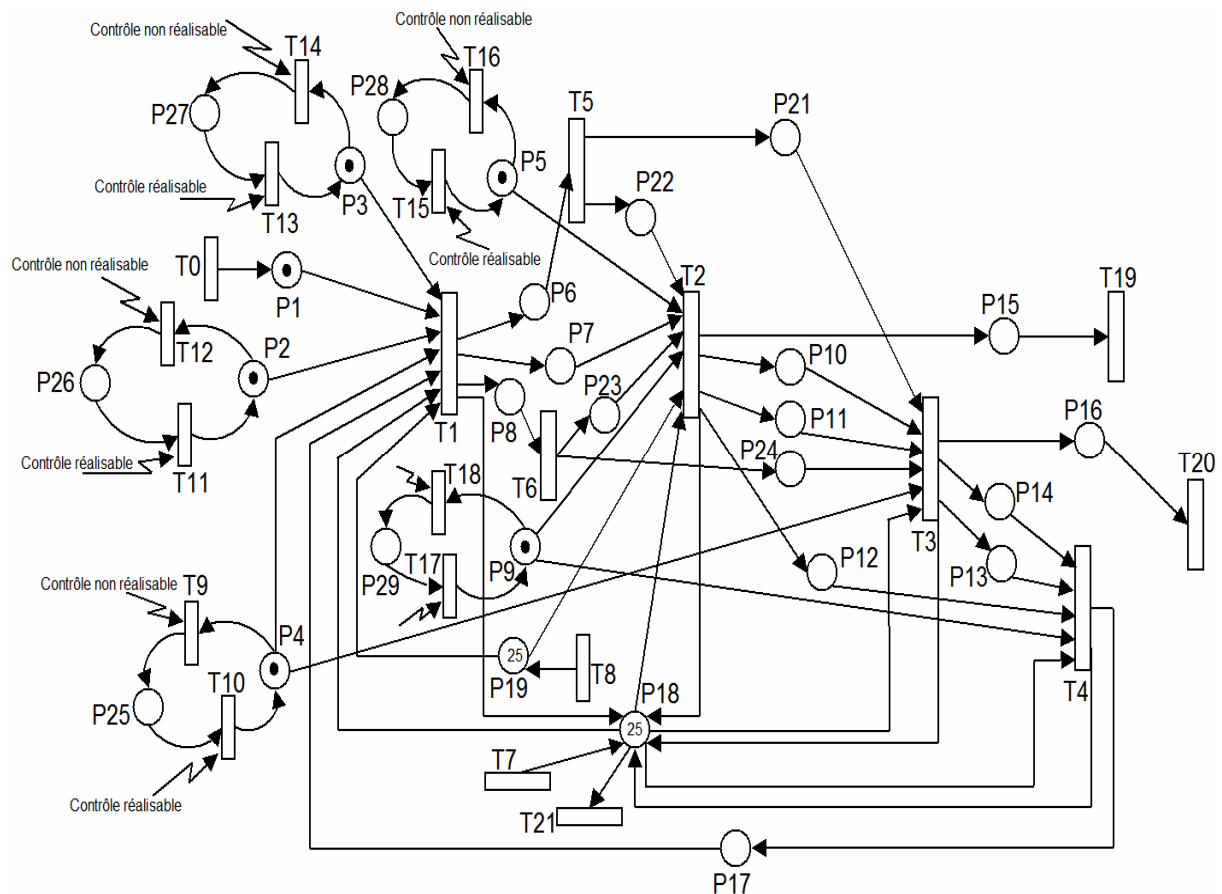 Contrôle non réalisable
Contrôle non réalisable
T14
T16
P27
P28
T5
P21
Contrôle réalisable
T13
P3
T15
P5
P22
Contrôle réalisable
Contrôle non réalisable
T0
P1
T2
T19
P6
P15
T12
P2
P7
P10
P26
T1
P8
P23
P11
P16
Contrôle réalisable
T11
P24
T18
T6
T20
P14
T3
T17
P9
P29
P12
P13
Contrôle non réalisable
T9
P4
25
P19
T8
P18
T4
T10
P25
25
T7
Contrôle réalisable
T21
P17